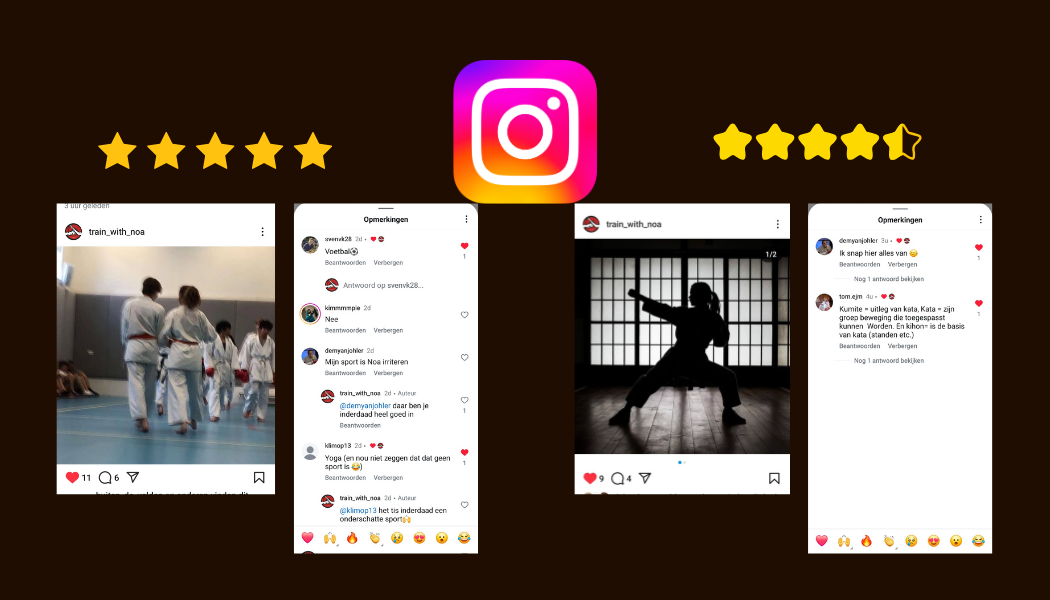 3 uur geleden
train_with_noa
11 6
Opmerkingen
svenvk28 2d •
Voetbal⚽
1
Beantwoorden Verbergen
Antwoord op svenvk28...
kimmmmpie 2d
Nee
Beantwoorden Verbergen
demyanjohler 2d
Mijn sport is Noa irriteren
Beantwoorden Verbergen
train_with_noa 2d • Auteur
@demyanjohler daar ben je
inderdaad heel goed in
1
Beantwoorden
klimop13 2d •
Yoga (en nou niet zeggen dat dat geen
sport is 😂)
1
Beantwoorden Verbergen
train_with_noa 2d • Auteur
@klimop13 het tis inderdaad een
onderschatte sport🙌
train_with_noa
1/2
9 4
Opmerkingen
demyanjohler 3u •
Ik snap hier alles van 😊
1
Beantwoorden Verbergen
Nog 1 antwoord bekijken
tom.ejm 4u •
Kumite = uitleg van kata, Kata = zijn
groep beweging die toegespasst
kunnen Worden. En kihon= is de basis
van kata (standen etc.)
1
Beantwoorden Verbergen
Nog 1 antwoord bekijken